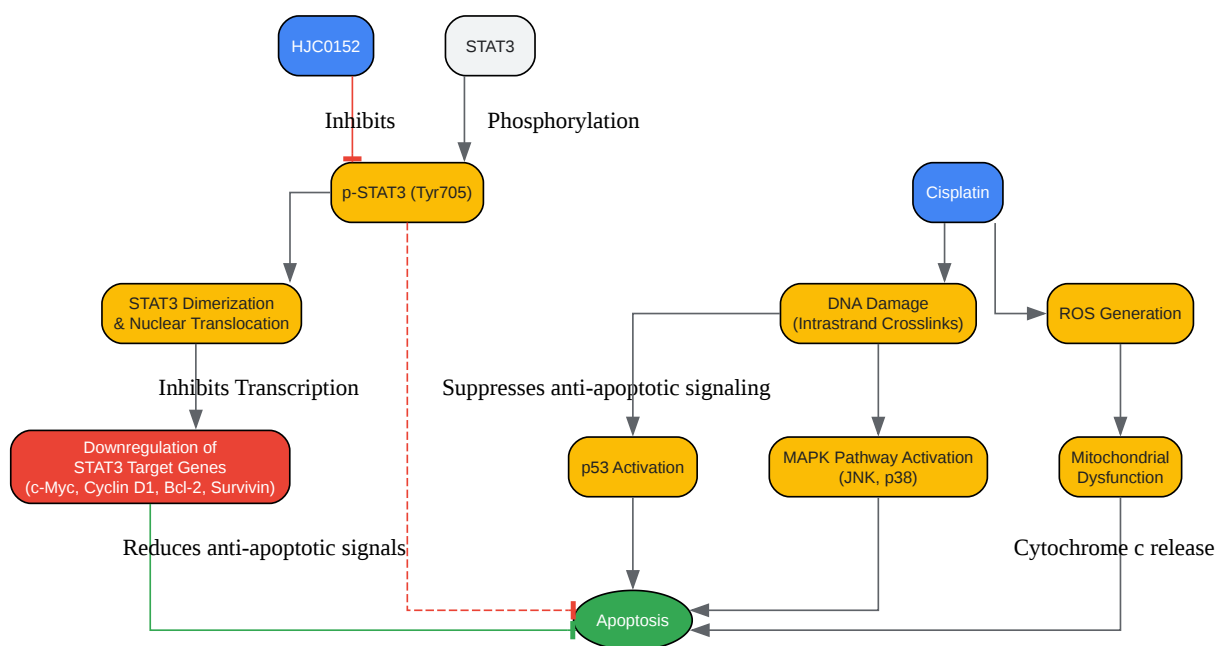 HJC0152
STAT3
Inhibits
Phosphorylation
p-STAT3 (Tyr705)
Cisplatin
STAT3 Dimerization
& Nuclear Translocation
DNA Damage
(Intrastrand Crosslinks)
ROS Generation
Inhibits Transcription
Suppresses anti-apoptotic signaling
Downregulation of
STAT3 Target Genes
(c-Myc, Cyclin D1, Bcl-2, Survivin)
p53 Activation
MAPK Pathway Activation
(JNK, p38)
Mitochondrial
Dysfunction
Reduces anti-apoptotic signals
Cytochrome c release
Apoptosis